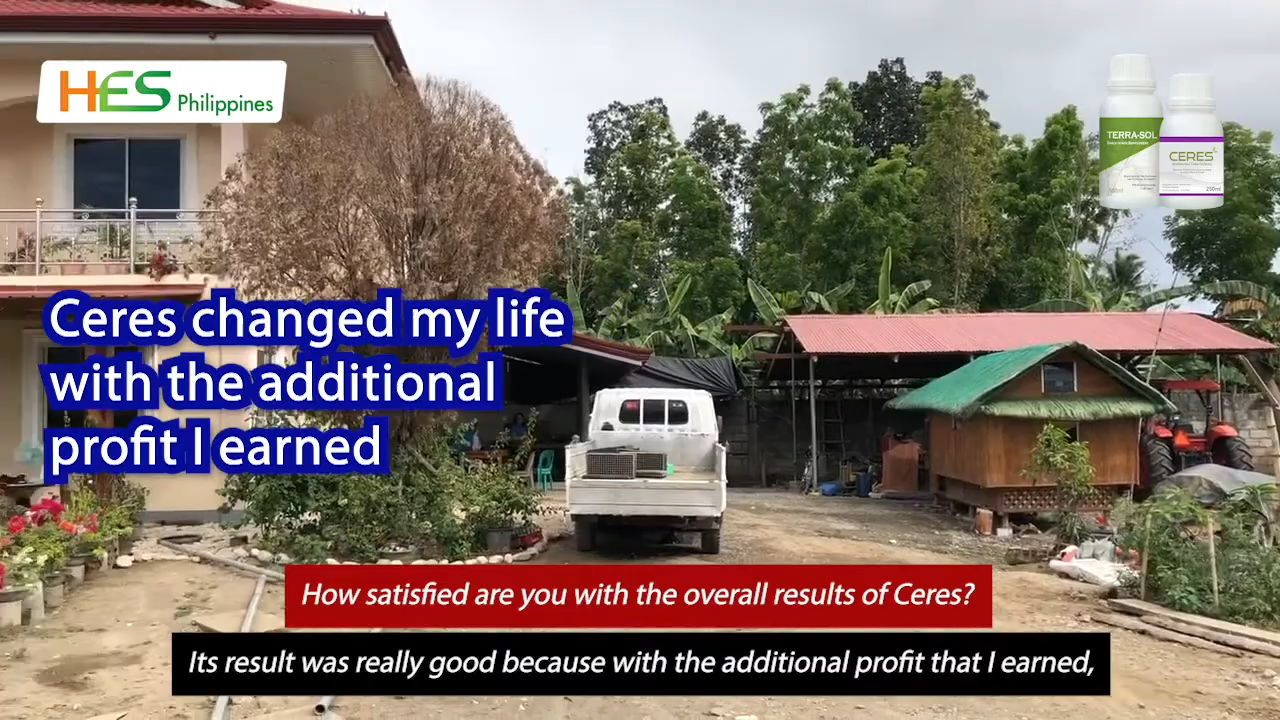 HES Philippines
TERRA-SOL
CERES
250ml
Ceres changed my life
with the additional
profit I earned
How satisfied are you with the overall results of Ceres?
Its result was really good because with the additional profit that I earned,